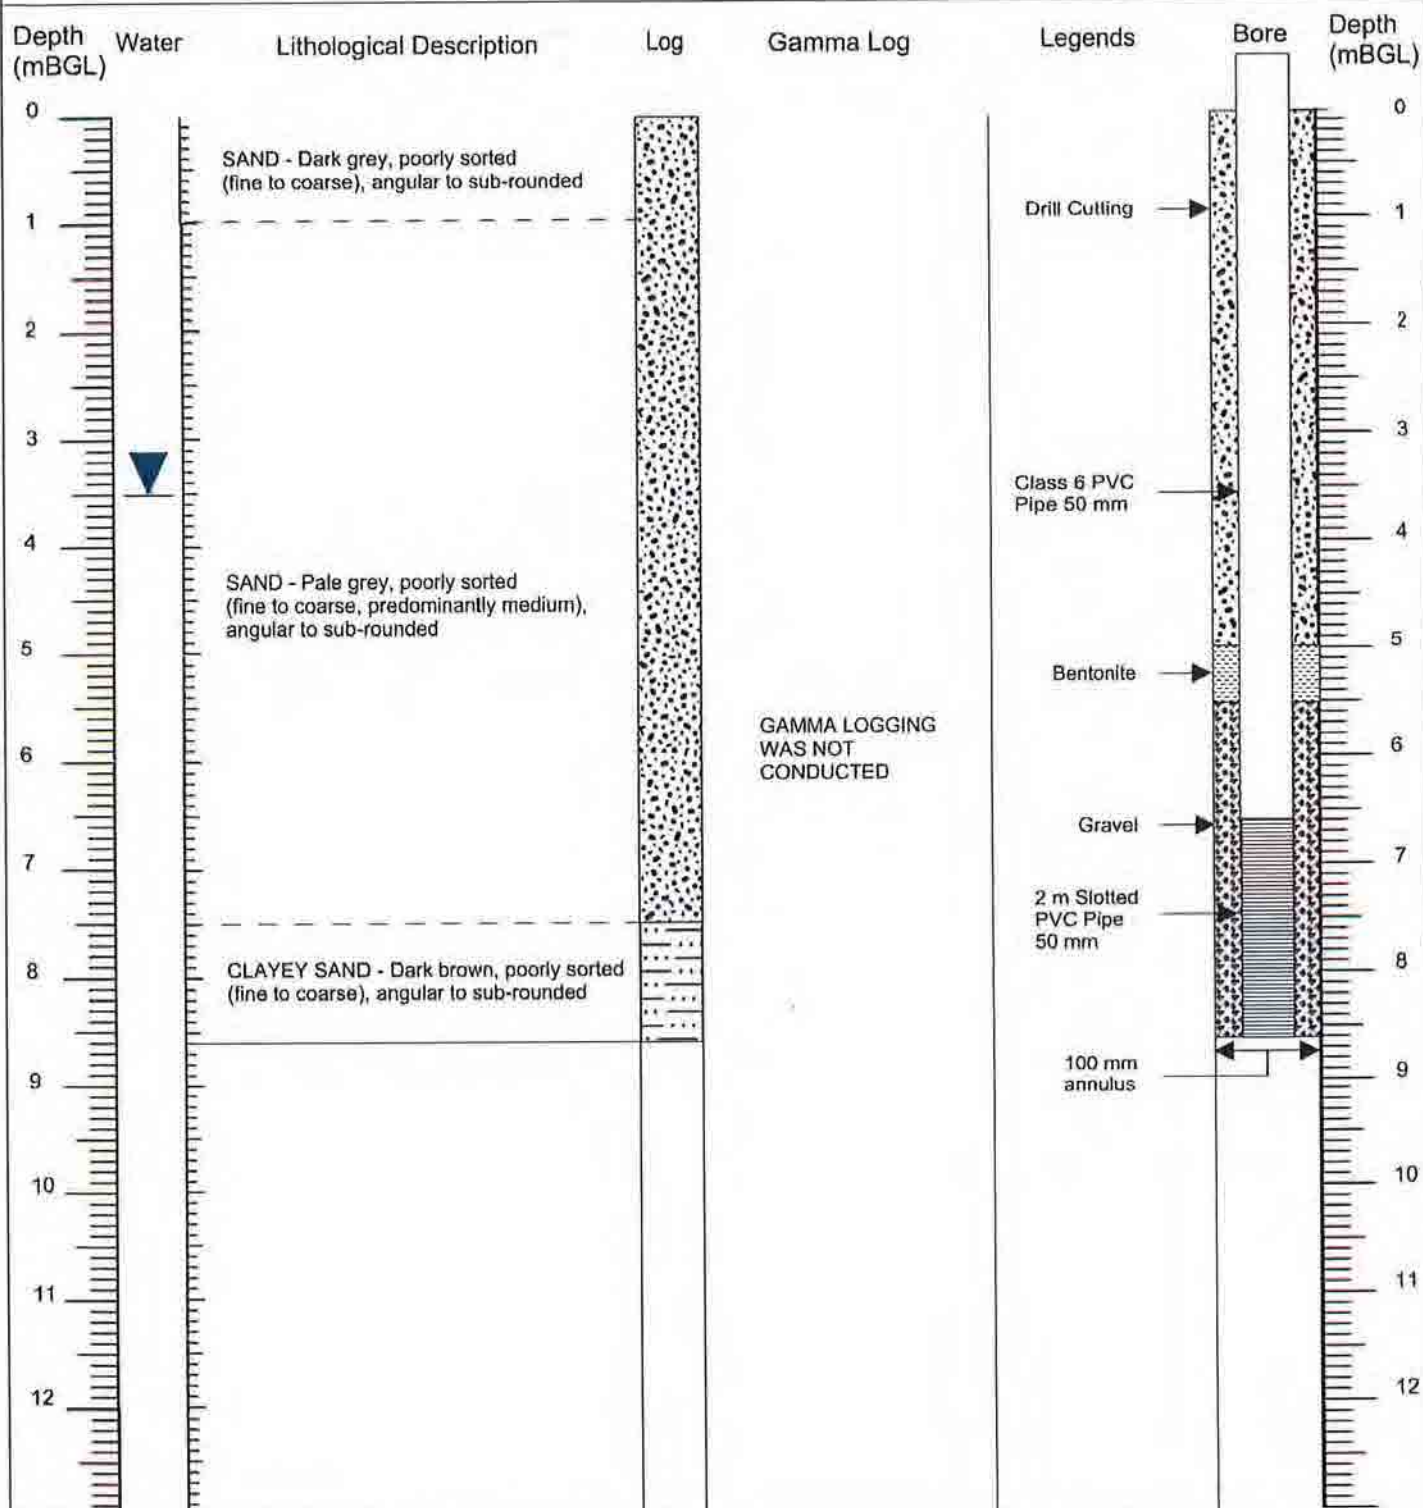 Depth
(mBGL)
Water
Lithological Description
Log
Gamma Log
Legends
Bore
Depth
(mBGL)
0
1
2
3
4
5
6
7
8
9
10
11
12
SAND - Dark grey, poorly sorted
(fine to coarse), angular to sub-rounded
SAND - Pale grey, poorly sorted
(fine to coarse, predominantly medium),
angular to sub-rounded
CLAYEY SAND - Dark brown, poorly sorted
(fine to coarse), angular to sub-rounded
GAMMA LOGGING
WAS NOT
CONDUCTED
Drill Cutting
Class 6 PVC
Pipe 50 mm
Bentonite
Gravel
2 m Slotted
PVC Pipe
50 mm
100 mm
annulus
0
1
2
3
4
5
6
7
8
9
10
11
12